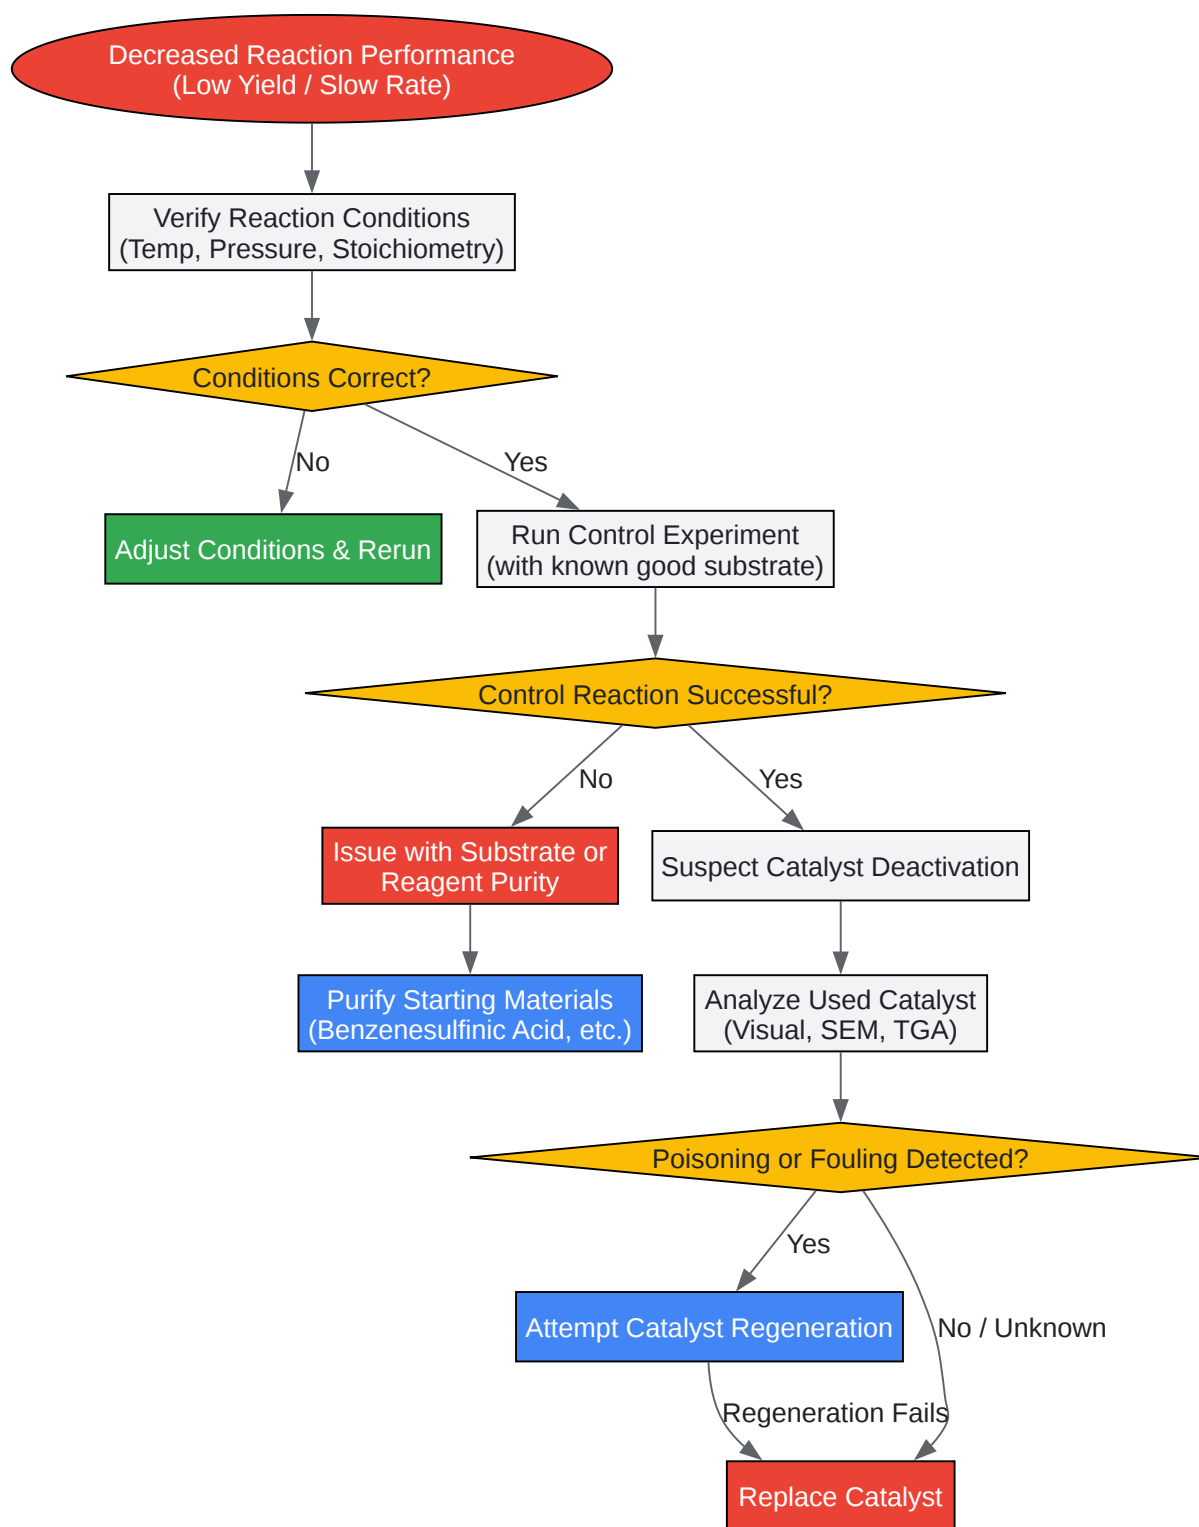 Decreased Reaction Performance
(Low Yield / Slow Rate)
Verify Reaction Conditions
(Temp, Pressure, Stoichiometry)
Conditions Correct?
No
Yes
Adjust Conditions & Rerun
Run Control Experiment
(with known good substrate)
Control Reaction Successful?
No
Yes
Issue with Substrate or
Reagent Purity
Suspect Catalyst Deactivation
Purify Starting Materials
(Benzenesulfinic Acid, etc.)
Analyze Used Catalyst
(Visual, SEM, TGA)
Poisoning or Fouling Detected?
Yes
Attempt Catalyst Regeneration
No / Unknown
Regeneration Fails
Replace Catalyst